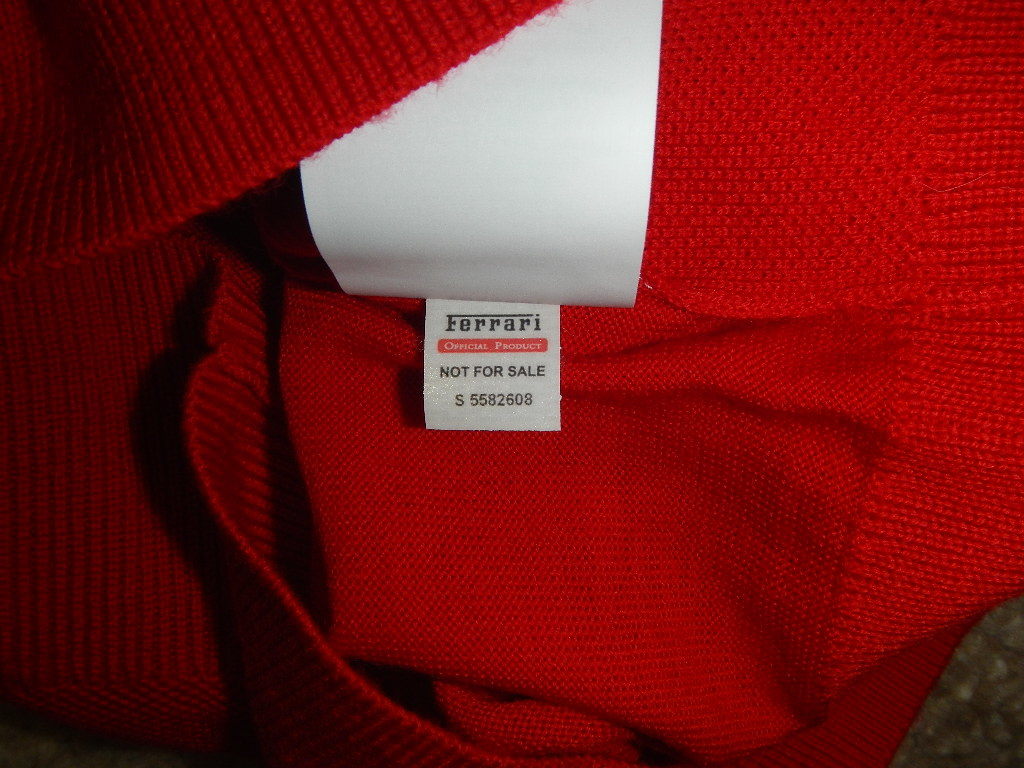 Ferrari
OFFICIAL PRODUCT
NOT FOR SALE
S 5582608